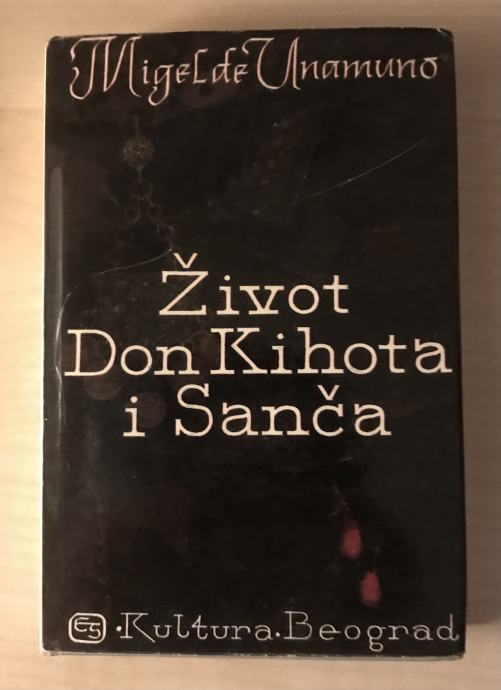 Migel de Unamuno
Život
Don Kihota
i Sanča
·Kultura·Beograd